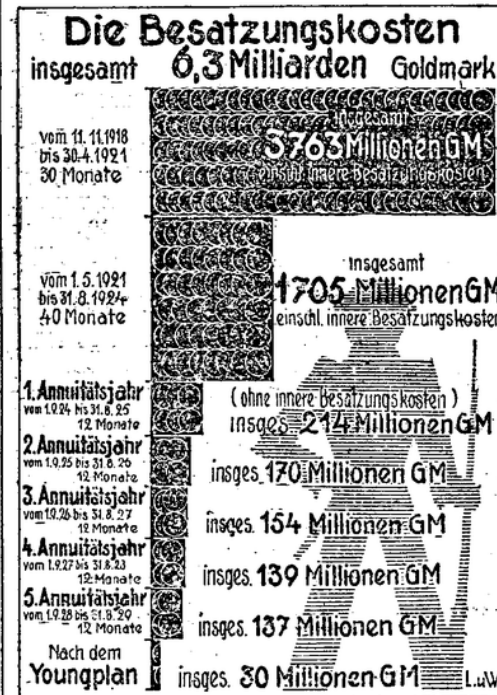 Die Besatzungskosten
insgesamt 6,3 Milliarden Goldmark
vom 11.11.1918
bis 30.4.1921
30 Monate
insgesamt
3763 Millionen GM
einschl. innere Besatzungskosten
vom 1.5.1921
bis 31.8.1924
40 Monate
insgesamt
1705 Millionen GM
einschl. innere Besatzungskosten
1. Annuitätsjahr
vom 1.9.24 bis 31.8.25
12 Monate
(ohne innere Besatzungskosten)
insges. 214 Millionen GM
2. Annuitätsjahr
vom 1.9.25 bis 31.8.26
12 Monate
insges. 170 Millionen GM
3. Annuitätsjahr
vom 1.9.26 bis 31.8.27
12 Monate
insges. 154 Millionen GM
4. Annuitätsjahr
vom 1.9.27 bis 31.8.28
12 Monate
insges. 139 Millionen GM
5. Annuitätsjahr
vom 1.9.28 bis 31.8.29
12 Monate
insges. 137 Millionen GM
Nach dem
Youngplan
insges. 30 Millionen GM
L.u.W